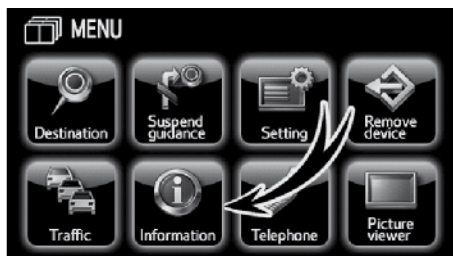 MENU
Destination
Suspend
guidance
Setting
Remove
device
Traffic
Information
Telephone
Picture
viewer